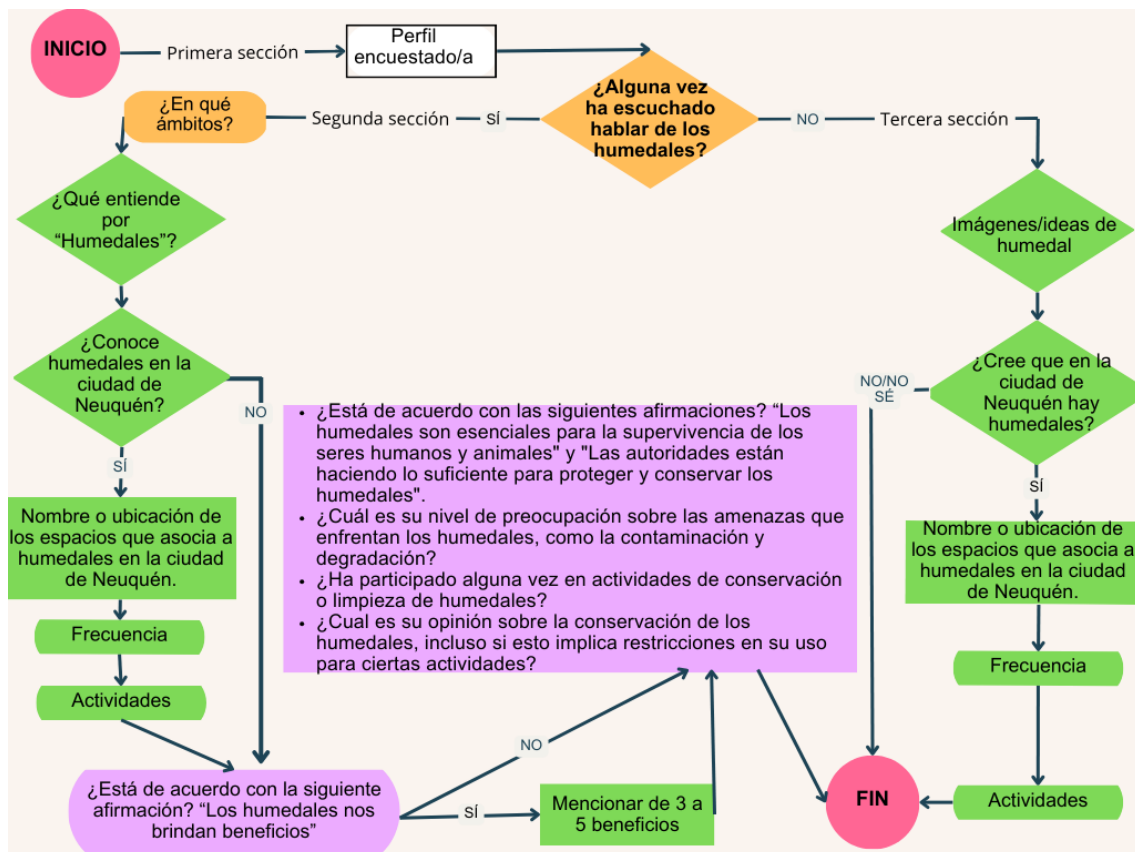 INICIO
Primera sección
Perfil
encuestado/a
¿Alguna vez
ha escuchado
hablar de los
humedales?
SÍ
Segunda sección
¿En qué
ámbitos?
¿Qué entiende
por
“Humedales”?
¿Conoce
humedales en la
ciudad de
Neuquén?
NO
SÍ
Nombre o ubicación de
los espacios que asocia a
humedales en la ciudad
de Neuquén.
Frecuencia
Actividades
¿Está de acuerdo con la siguiente
afirmación? “Los humedales nos
brindan beneficios”
NO
SÍ
Mencionar de 3 a
5 beneficios
• ¿Está de acuerdo con las siguientes afirmaciones? “Los
humedales son esenciales para la supervivencia de los
seres humanos y animales" y "Las autoridades están
haciendo lo suficiente para proteger y conservar los
humedales".
• ¿Cuál es su nivel de preocupación sobre las amenazas que
enfrentan los humedales, como la contaminación y
degradación?
• ¿Ha participado alguna vez en actividades de conservación
o limpieza de humedales?
• ¿Cual es su opinión sobre la conservación de los
humedales, incluso si esto implica restricciones en su uso
para ciertas actividades?
NO
Tercera sección
Imágenes/ideas de
humedal
¿Cree que en la
ciudad de
Neuquén hay
humedales?
NO/NO
SÉ
SÍ
Nombre o ubicación de
los espacios que asocia a
humedales en la ciudad
de Neuquén.
Frecuencia
Actividades
FIN